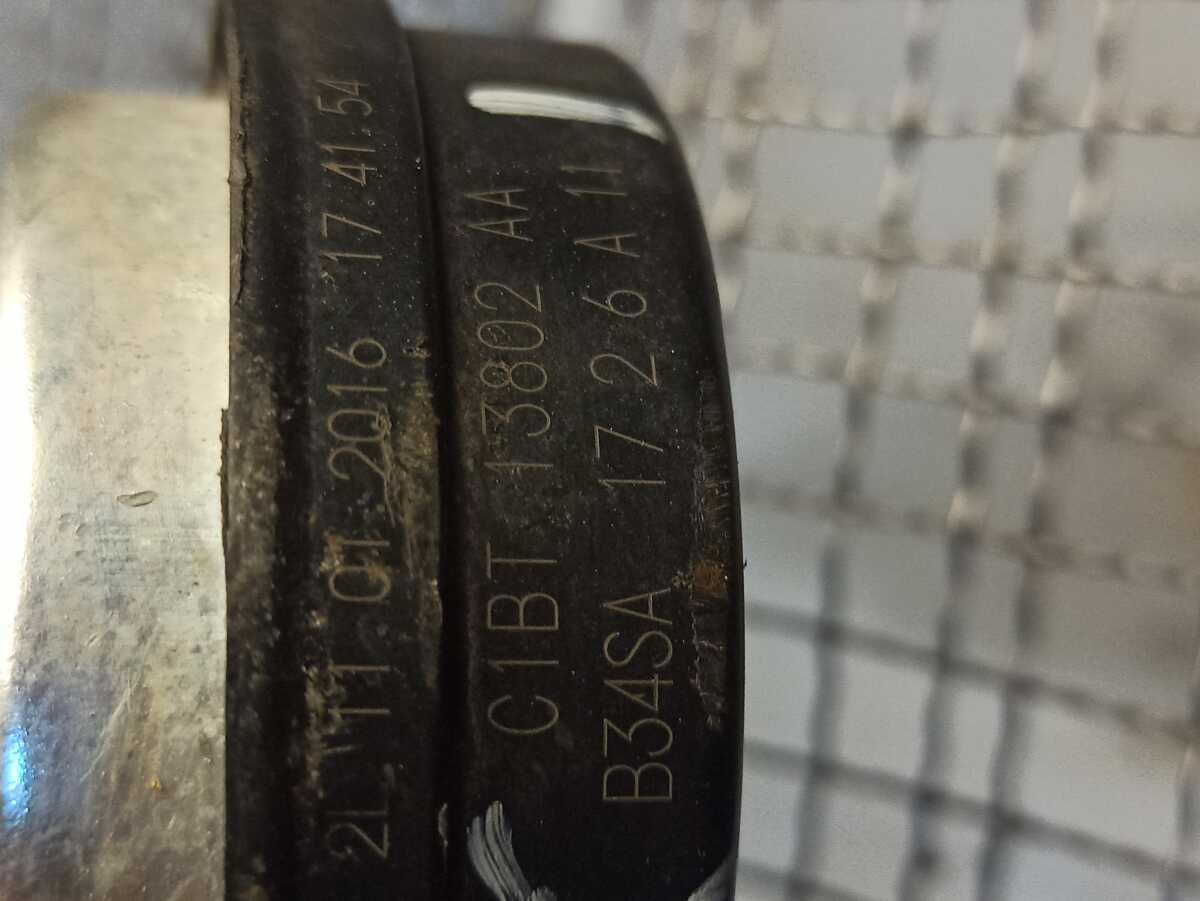 2L 11 01 2016 17 41.54
C1BT 13802 AA
B34SA 17 2 6 A 11